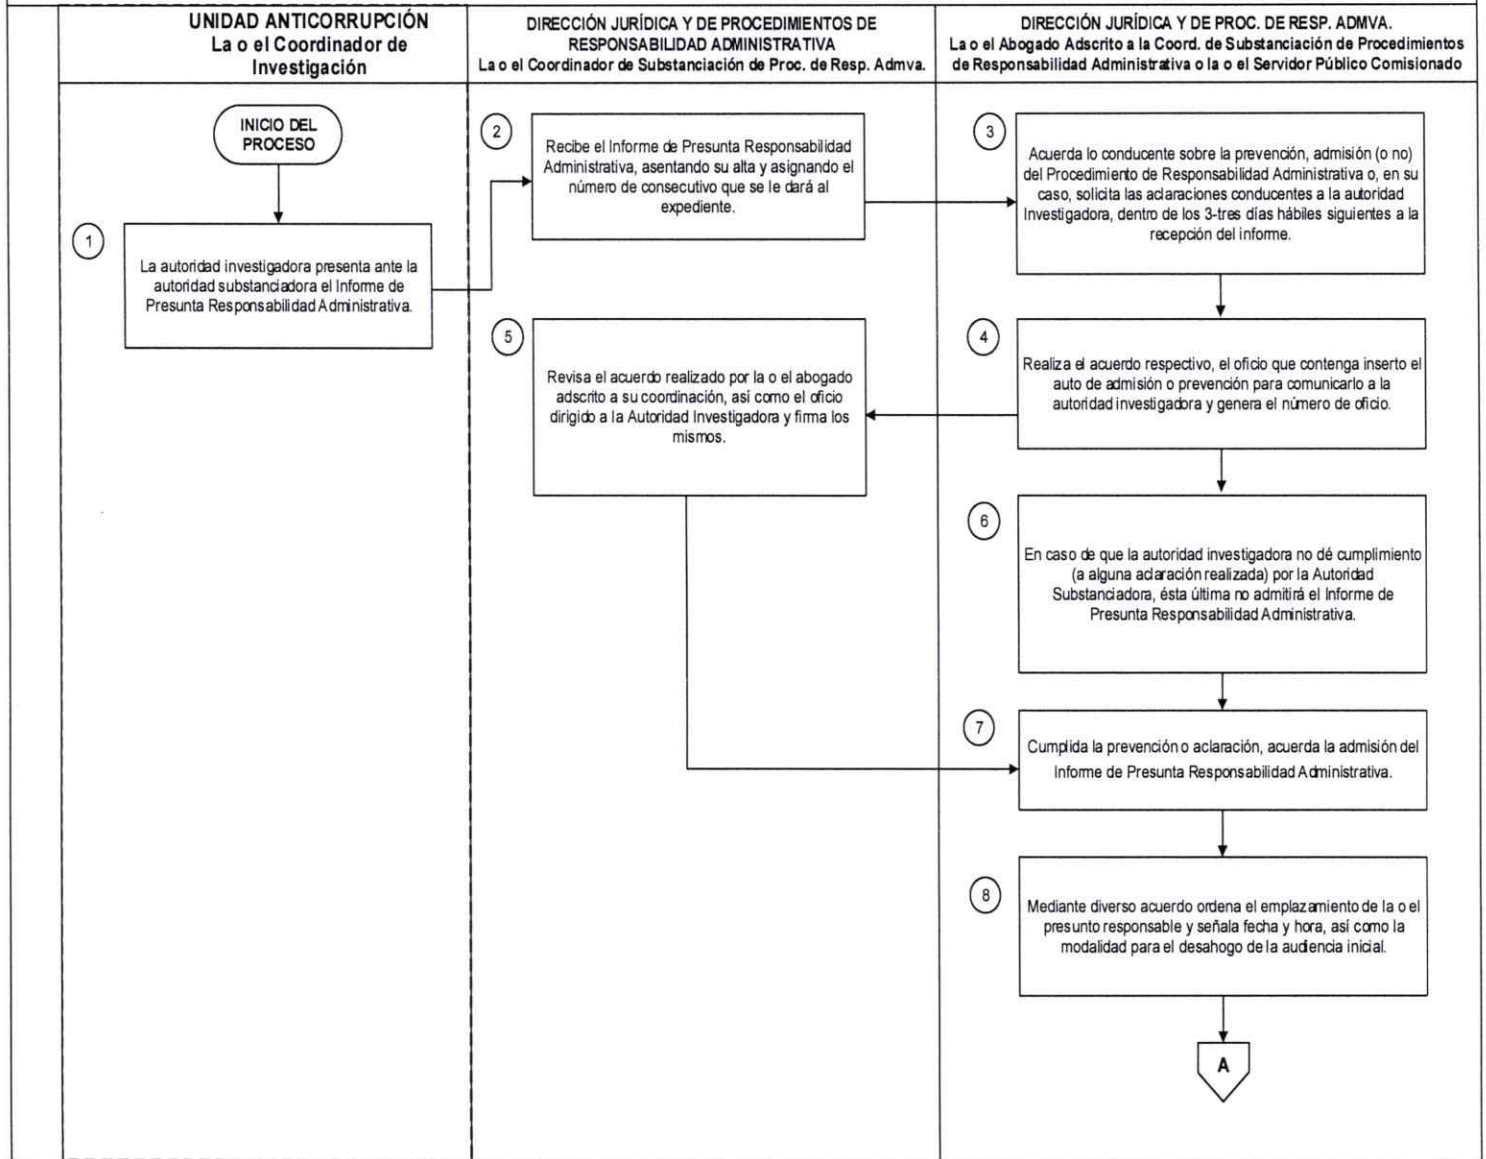 UNIDAD ANTICORRUPCIÓN
La o el Coordinador de
Investigación
DIRECCIÓN JURÍDICA Y DE PROCEDIMIENTOS DE
RESPONSABILIDAD ADMINISTRATIVA
La o el Coordinador de Substanciación de Proc. de Resp. Admva.
DIRECCIÓN JURÍDICA Y DE PROC. DE RESP. ADMVA.
La o el Abogado Adscrito a la Coord. de Substanciación de Procedimientos
de Responsabilidad Administrativa o la o el Servidor Público Comisionado
INICIO DEL
PROCESO
1
La autoridad investigadora presenta ante la
autoridad substanciadora el Informe de
Presunta Responsabilidad Administrativa.
2
Recibe el Informe de Presunta Responsabilidad
Administrativa, asentando su alta y asignando el
número de consecutivo que se le dará al
expediente.
3
Acuerda lo conducente sobre la prevención, admisión (o no)
del Procedimiento de Responsabilidad Administrativa o, en su
caso, solicita las aclaraciones conducentes a la autoridad
Investigadora, dentro de los 3-tres días hábiles siguientes a la
recepción del informe.
4
Realiza el acuerdo respectivo, el oficio que contenga inserto el
auto de admisión o prevención para comunicarlo a la
autoridad investigadora y genera el número de oficio.
5
Revisa el acuerdo realizado por la o el abogado
adscrito a su coordinación, así como el oficio
dirigido a la Autoridad Investigadora y firma los
mismos.
6
En caso de que la autoridad investigadora no dé cumplimiento
(a alguna aclaración realizada) por la Autoridad
Substanciadora, ésta última no admitirá el Informe de
Presunta Responsabilidad Administrativa.
7
Cumplida la prevención o aclaración, acuerda la admisión del
Informe de Presunta Responsabilidad Administrativa.
8
Mediante diverso acuerdo ordena el emplazamiento de la o el
presunto responsable y señala fecha y hora, así como la
modalidad para el desahogo de la audiencia inicial.
A